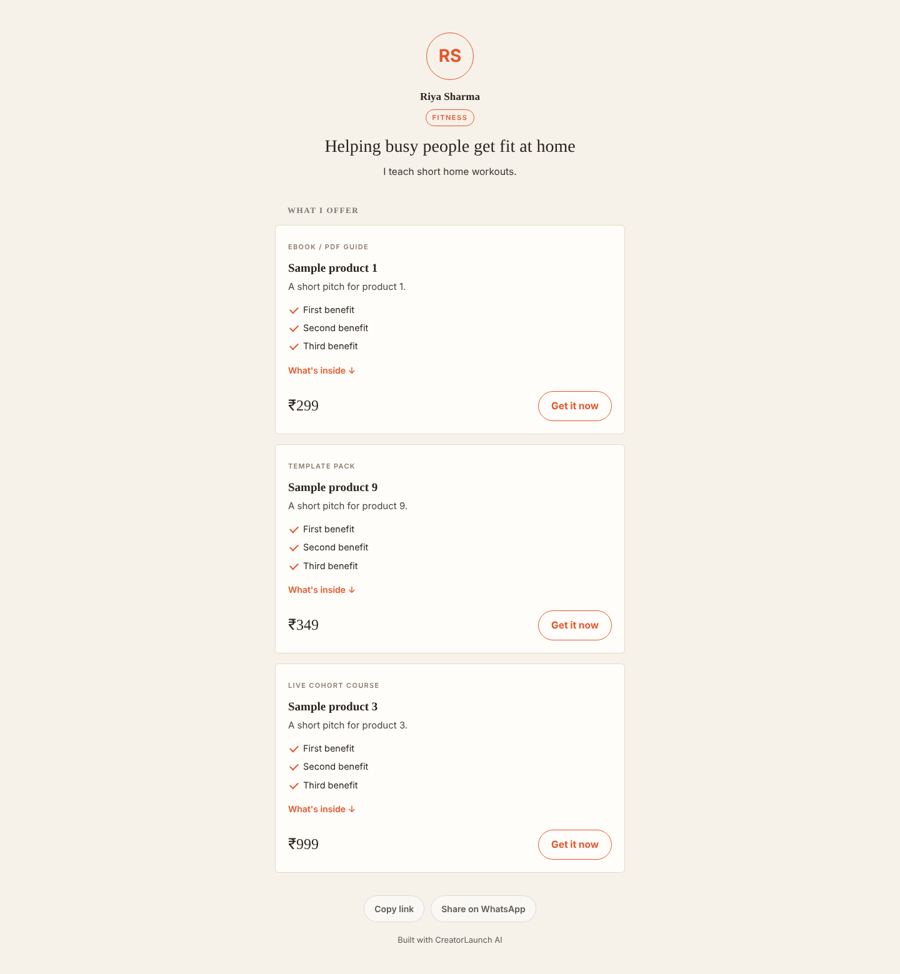 RS
Riya Sharma
FITNESS
Helping busy people get fit at home
I teach short home workouts.
WHAT I OFFER
EBOOK / PDF GUIDE
Sample product 1
A short pitch for product 1.
First benefit
Second benefit
Third benefit
What's inside ↓
₹299
Get it now
TEMPLATE PACK
Sample product 9
A short pitch for product 9.
First benefit
Second benefit
Third benefit
What's inside ↓
₹349
Get it now
LIVE COHORT COURSE
Sample product 3
A short pitch for product 3.
First benefit
Second benefit
Third benefit
What's inside ↓
₹999
Get it now
Copy link
Share on WhatsApp
Built with CreatorLaunch AI